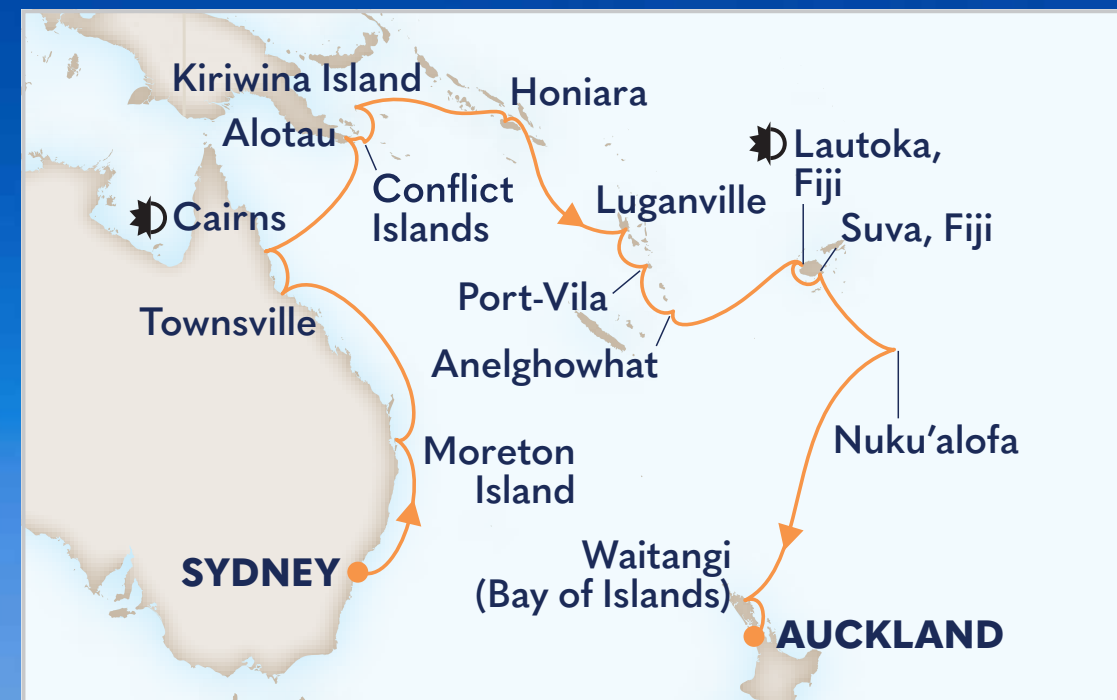 Kiriwina Island
Honiara
Alotau
Lautoka,
Fiji
Conflict
Islands
Luganville
Cairns
Suva, Fiji
Port-Vila
Townsville
Anelghowhat
Nuku’alofa
Moreton
Island
Waitangi
(Bay of Islands)
SYDNEY
AUCKLAND